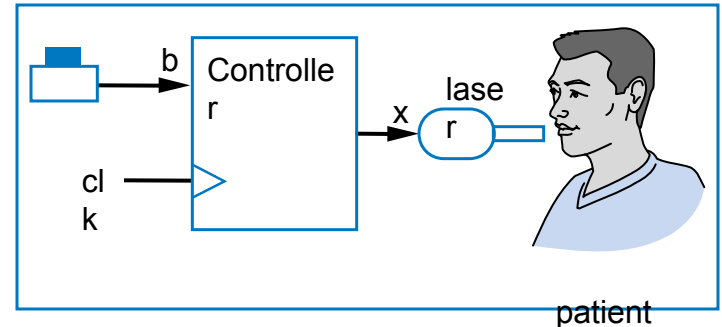 b
Controlle
r
x
lase
r
cl
k
patient